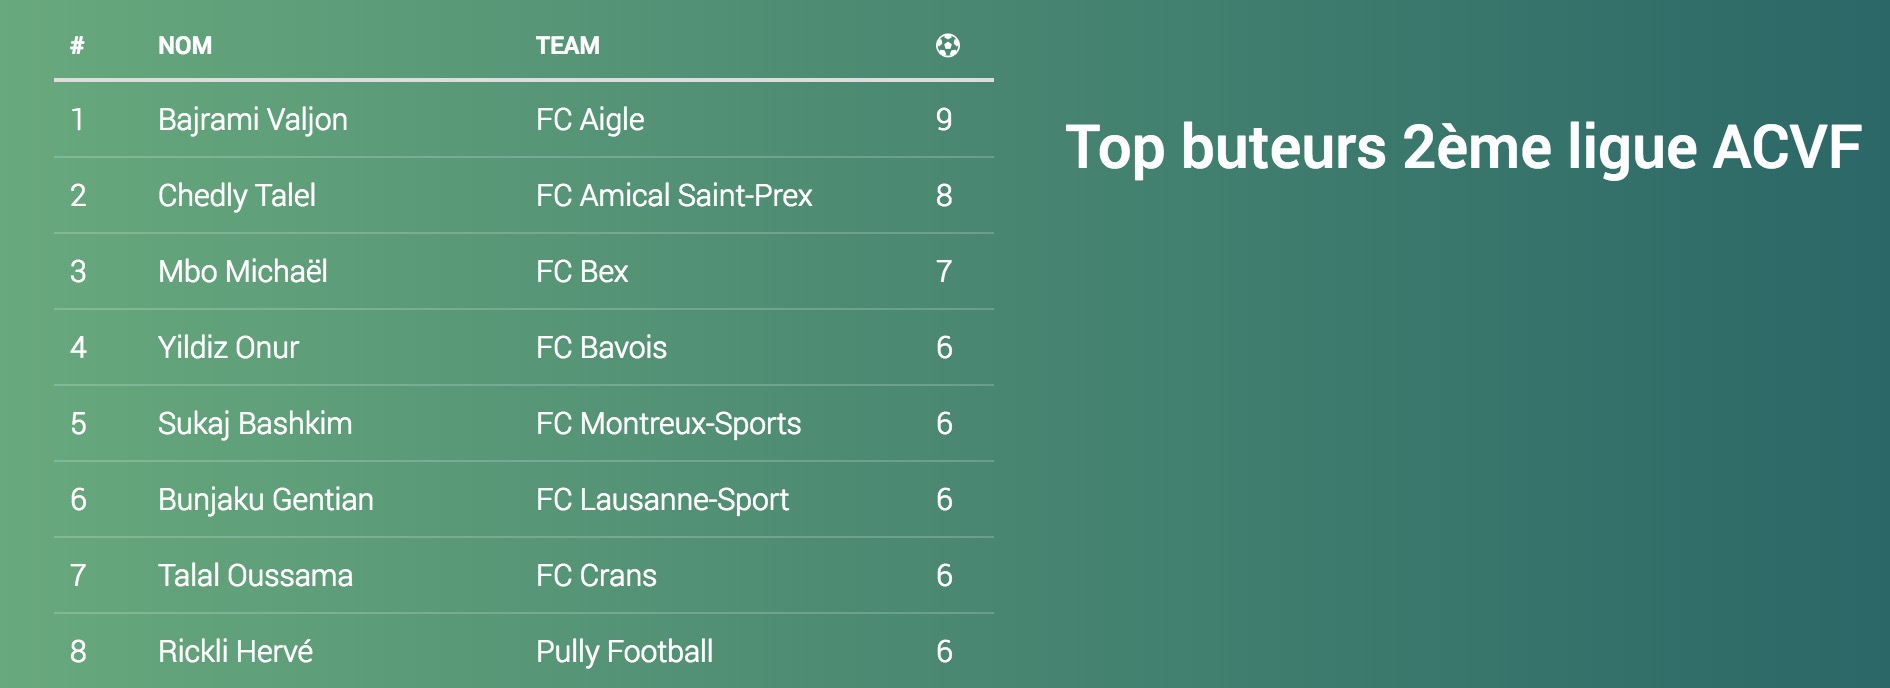 # NOM TEAM
1 Bajrami Valjon FC Aigle 9
2 Chedly Talel FC Amical Saint-Prex 8
3 Mbo Michaël FC Bex 7
4 Yildiz Onur FC Bavois 6
5 Sukaj Bashkim FC Montreux-Sports 6
6 Bunjaku Gentian FC Lausanne-Sport 6
7 Talal Oussama FC Crans 6
8 Rickli Hervé Pully Football 6
Top buteurs 2ème ligue ACVF